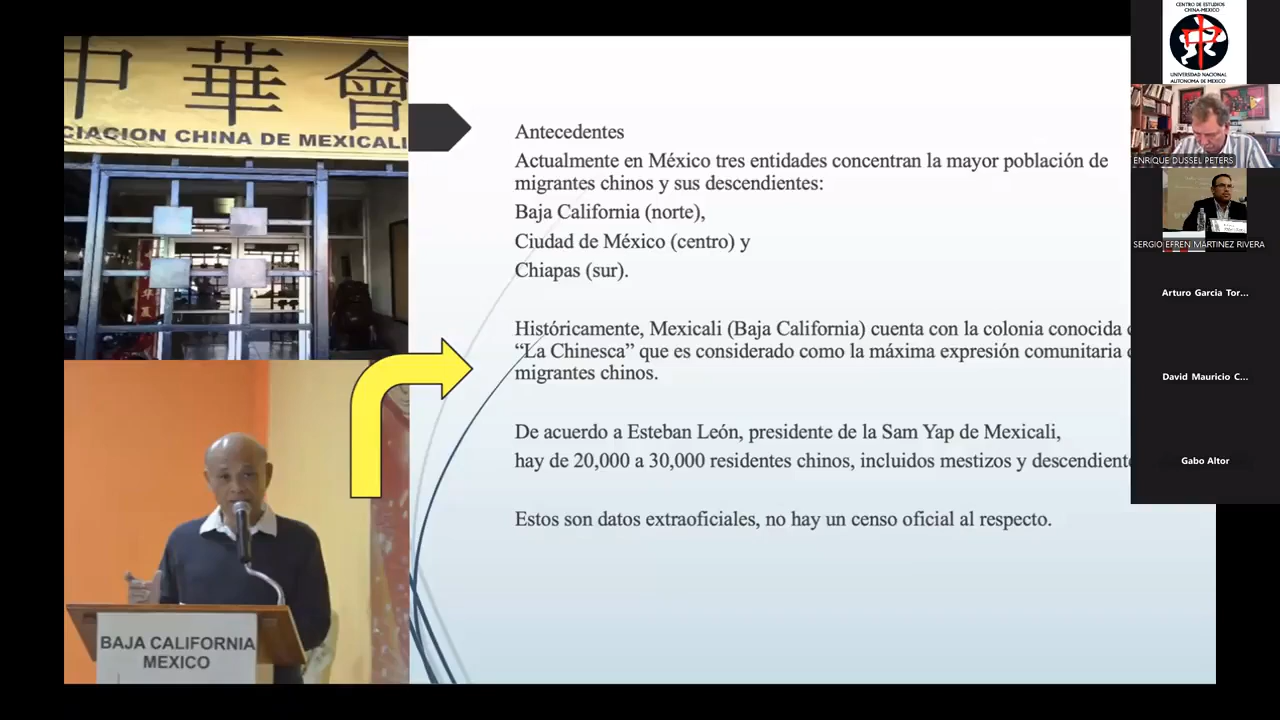 中華會
CIACION CHINA DE MEXICALI
華夏
BAJA CALIFORNIA
MEXICO
Antecedentes
Actualmente en México tres entidades concentran la mayor población de
migrantes chinos y sus descendientes:
Baja California (norte),
Ciudad de México (centro) y
Chiapas (sur).
Históricamente, Mexicali (Baja California) cuenta con la colonia conocida
“La Chinesca” que es considerado como la máxima expresión comunitaria
migrantes chinos.
De acuerdo a Esteban León, presidente de la Sam Yap de Mexicali,
hay de 20,000 a 30,000 residentes chinos, incluidos mestizos y descendient
Estos son datos extraoficiales, no hay un censo oficial al respecto.
CENTRO DE ESTUDIOS
CHINA-MÉXICO
UNIVERSIDAD NACIONAL
AUTÓNOMA DE MÉXICO
ENRIQUE DUSSEL PETERS
SERGIO EFREN MARTINEZ RIVERA
Arturo Garcia Tor...
David Mauricio C...
Gabo Altor